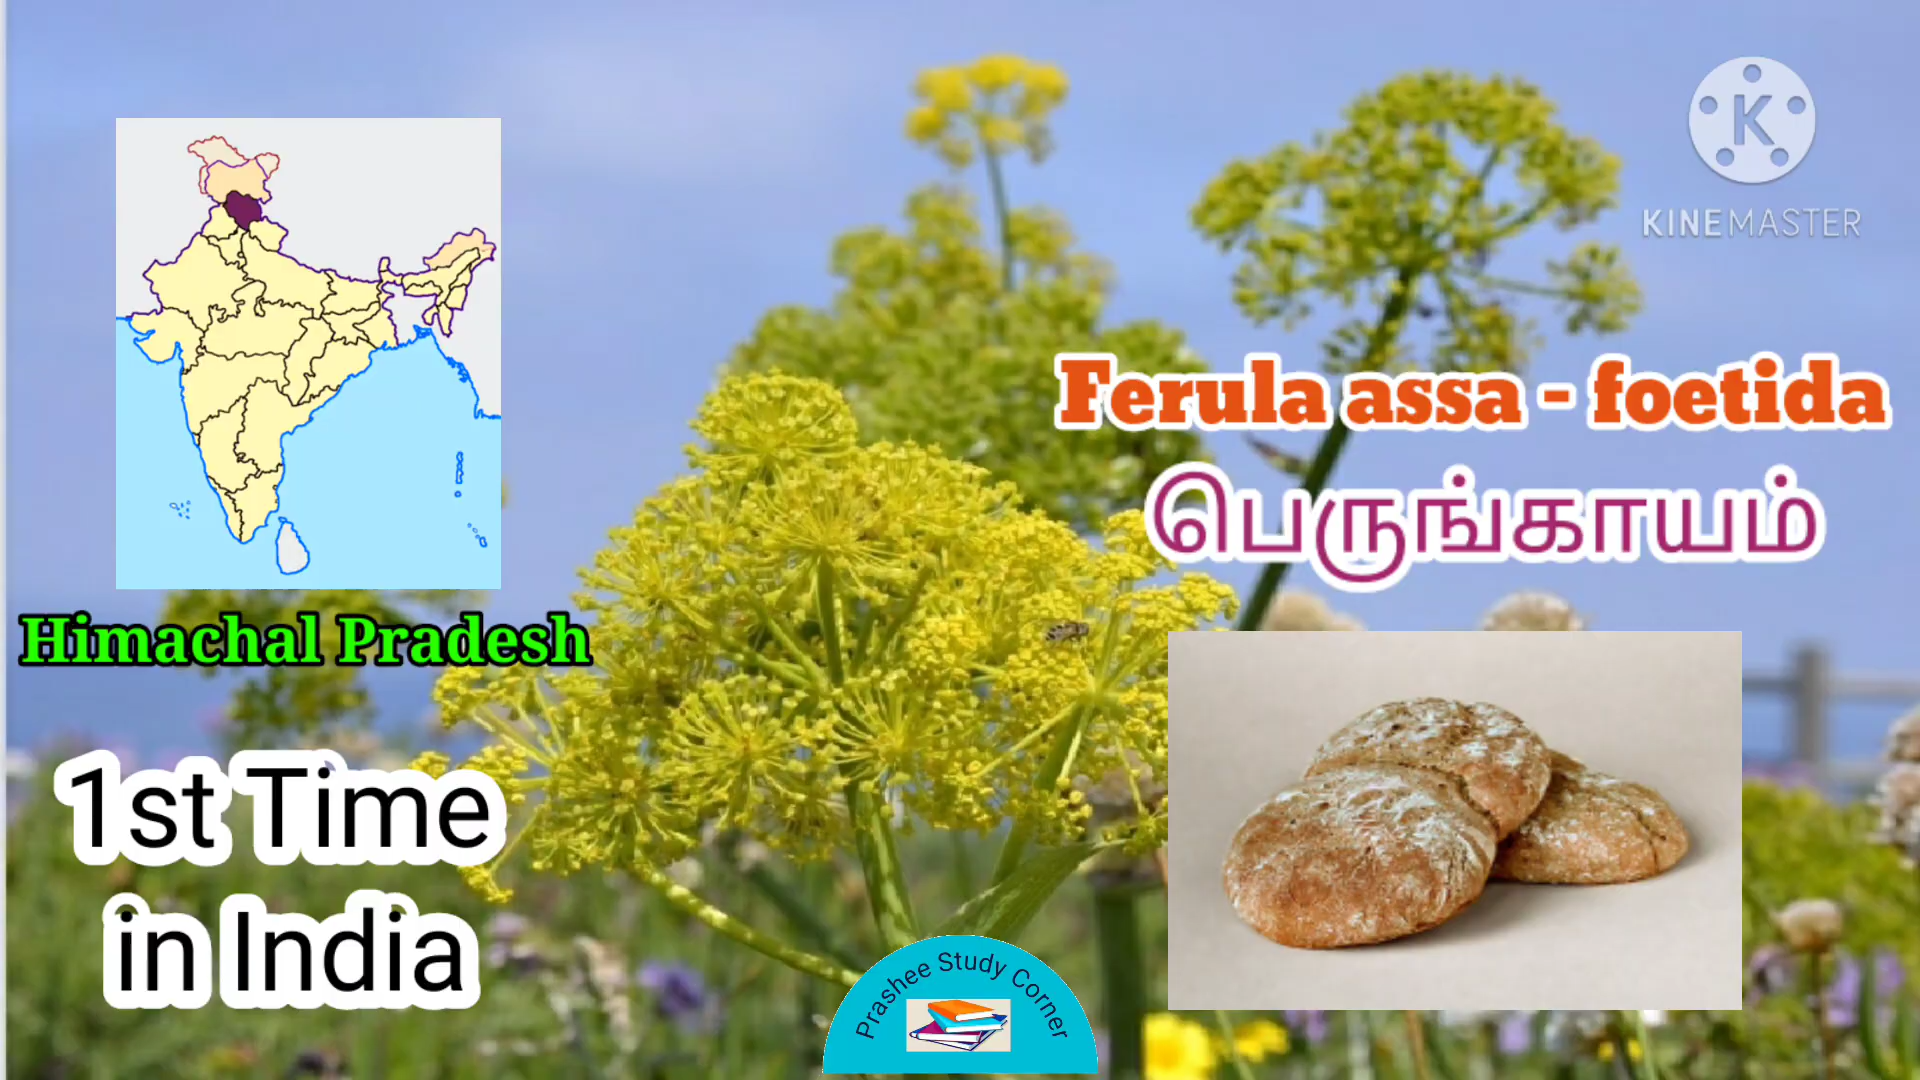 K
KINEMASTER
Ferula assa - foetida
பெருங்காயம்
Himachal Pradesh
1st Time
in India
Prashee Study Corner